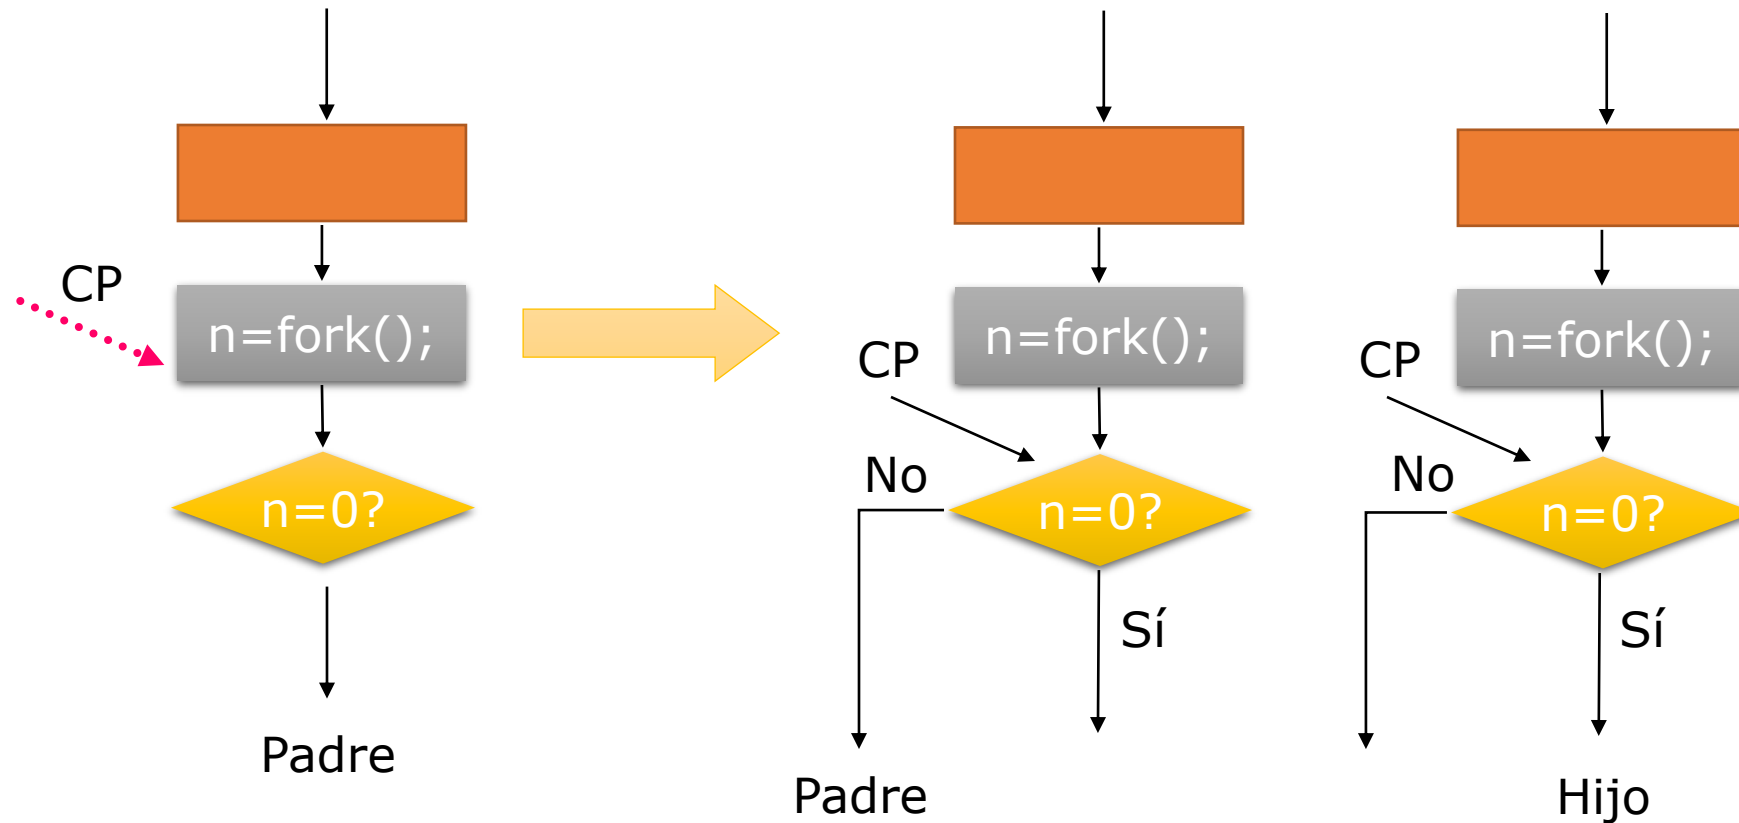 CP
n=fork();
n=0?
Padre
n=fork();
CP
No
n=0?
Sí
Padre
n=fork();
CP
No
n=0?
Sí
Hijo